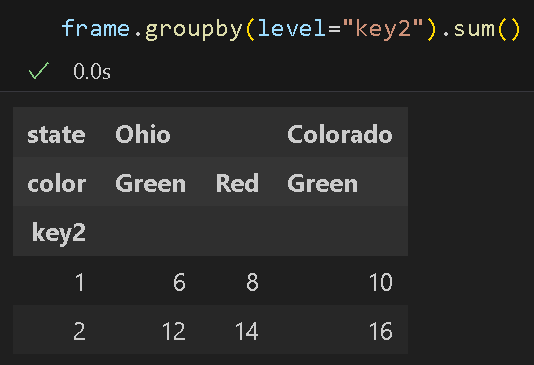 frame.groupby(level="key2").sum()
0.0s
state Ohio Colorado
color Green Red Green
key2
1 6 8 10
2 12 14 16